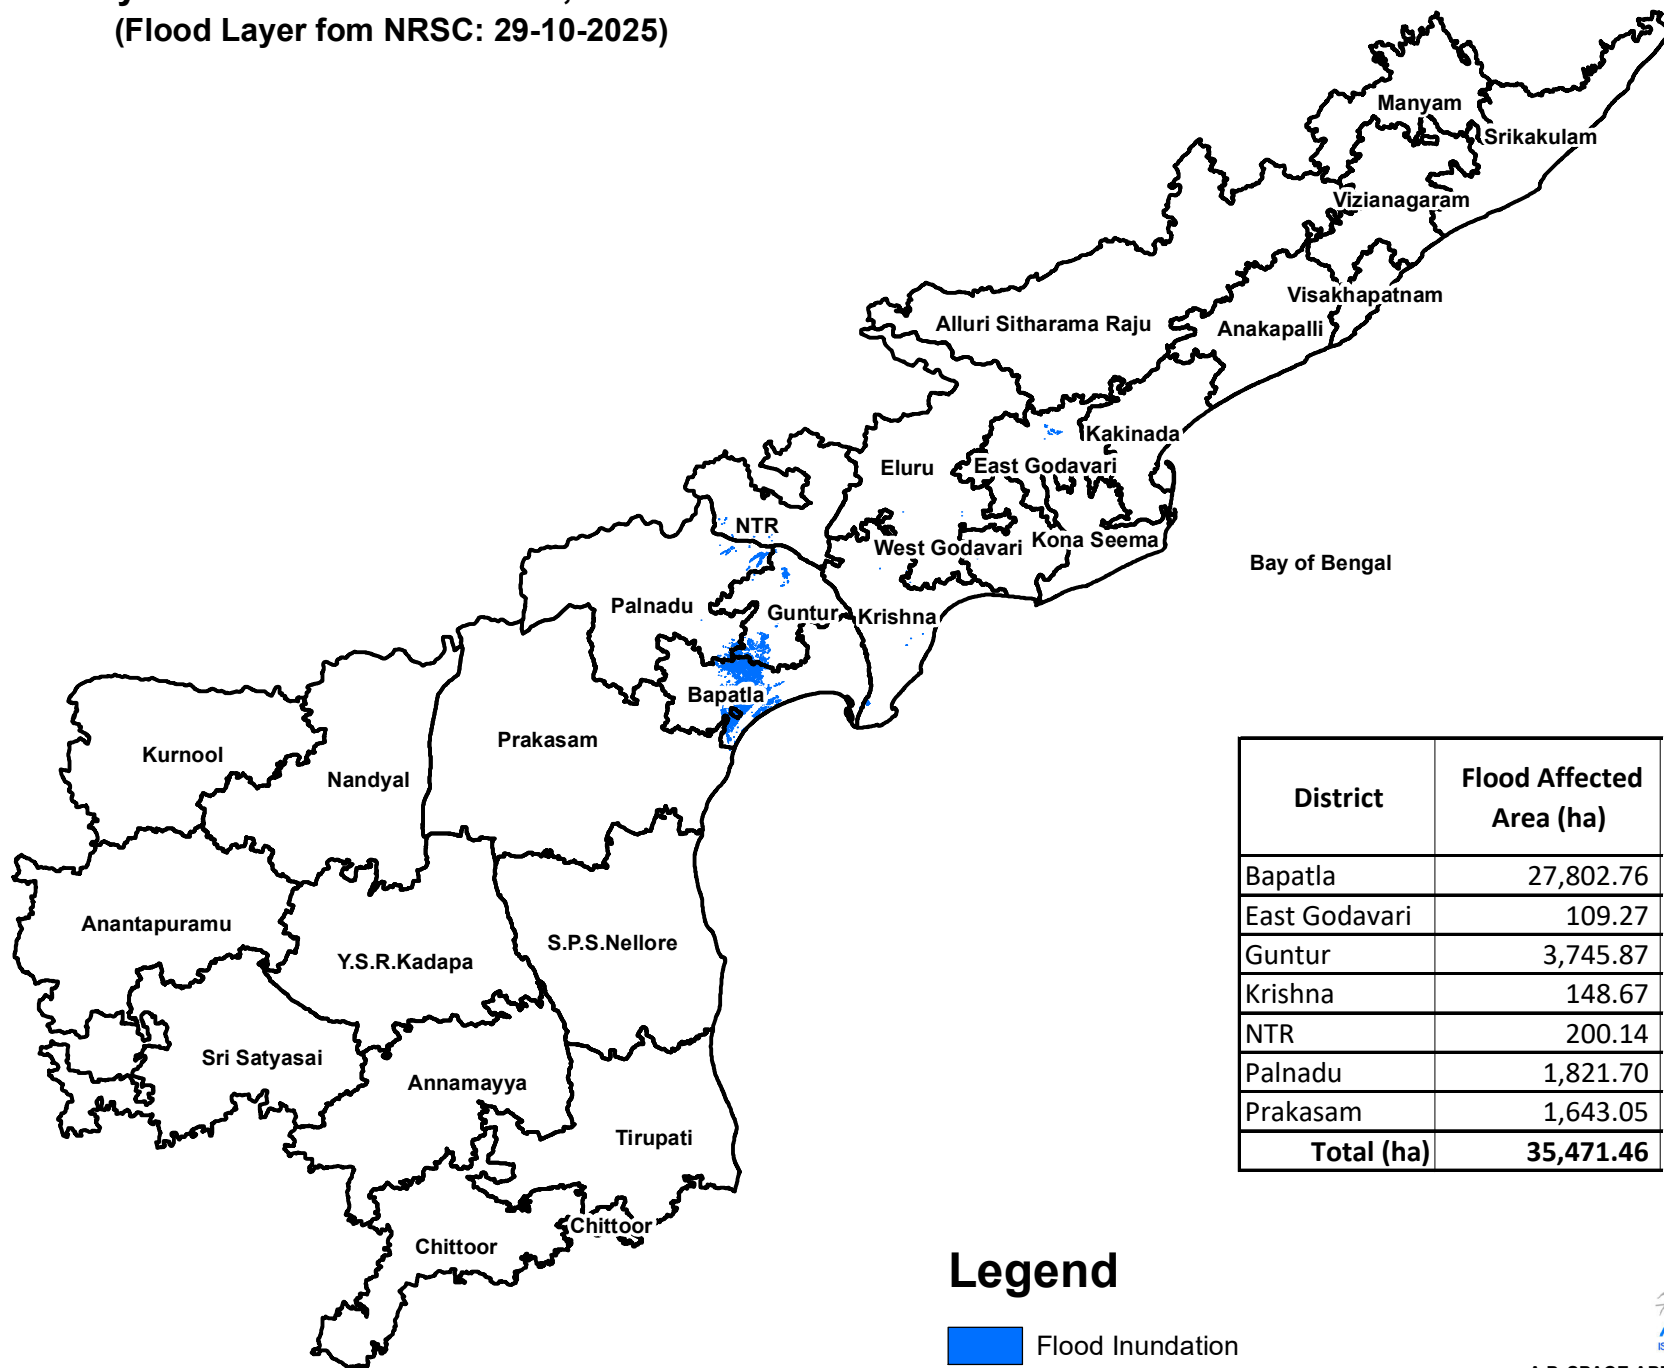 (Flood Layer fom NRSC: 29-10-2025)
Manyam
Srikakulam
Vizianagaram
Visakhapatnam
Alluri Sitharama Raju
Anakapalli
Kakinada
Eluru
East Godavari
NTR
West Godavari
Kona Seema
Bay of Bengal
Palnadu
Guntur
Krishna
Bapatla
Prakasam
Kurnool
Nandyal
Anantapuramu
Y.S.R.Kadapa
S.P.S.Nellore
Sri Satyasai
Annamayya
Tirupati
Chittoor
Chittoor
District Flood Affected
Area (ha)
Bapatla 27,802.76
East Godavari 109.27
Guntur 3,745.87
Krishna 148.67
NTR 200.14
Palnadu 1,821.70
Prakasam 1,643.05
Total (ha) 35,471.46
Legend
Flood Inundation